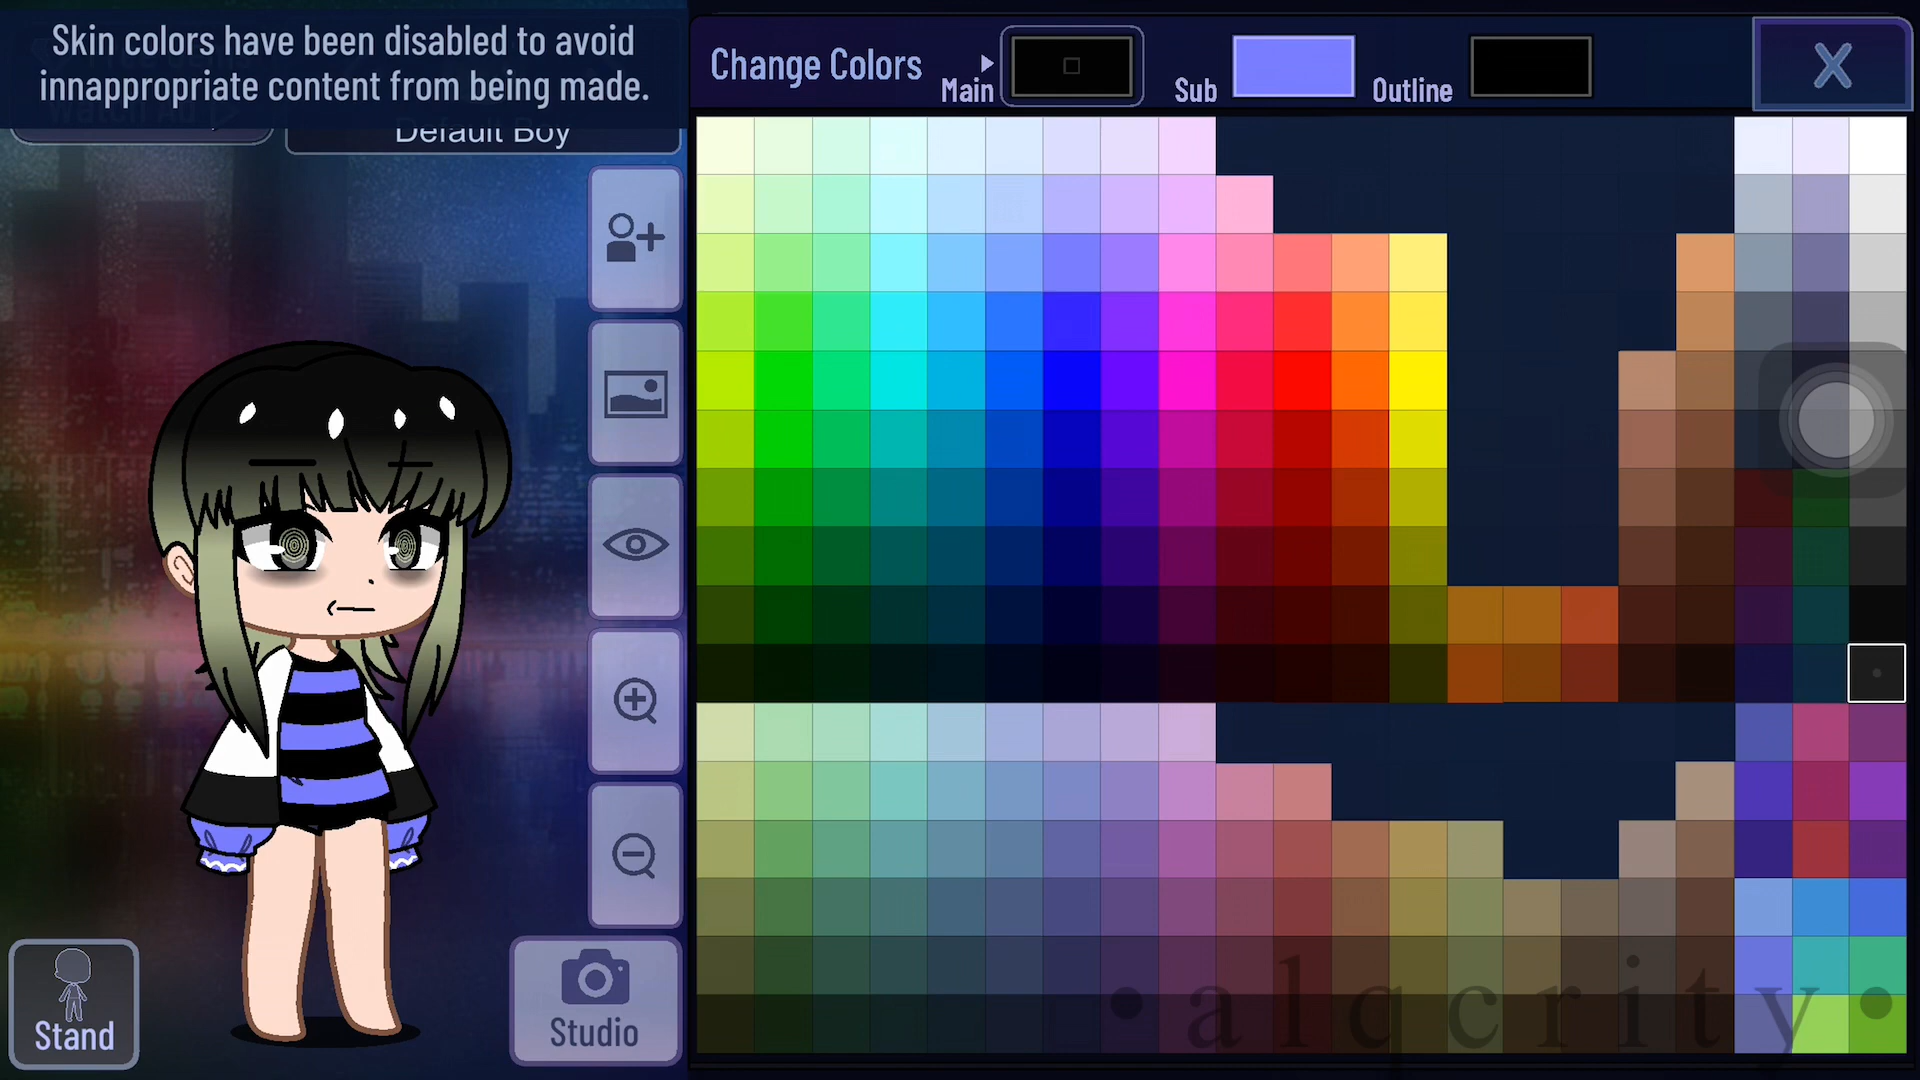 Skin colors have been disabled to avoid
innappropriate content from being made.
Default Boy
Change Colors
Main
Sub
Outline
X
Stand
Studio
• alqcrity •